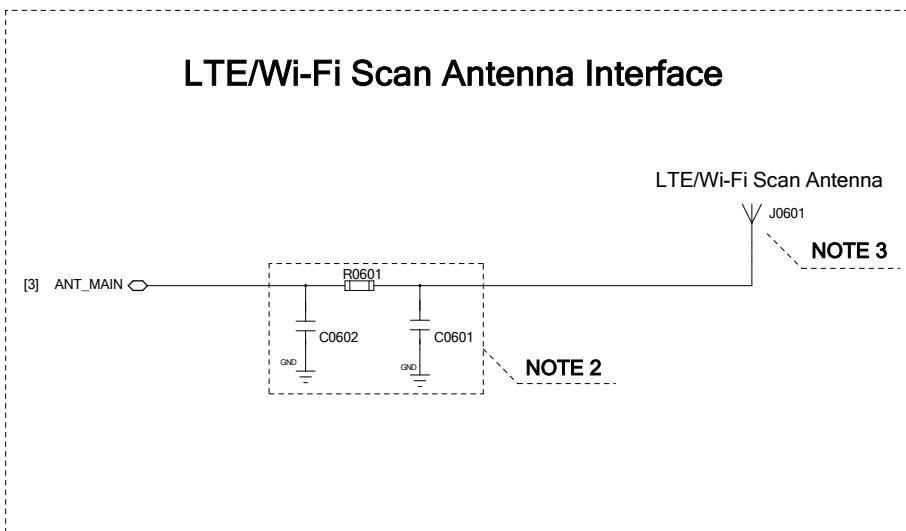 LTE/Wi-Fi Scan Antenna Interface
LTE/Wi-Fi Scan Antenna
J0601
NOTE 3
[3] ANT_MAIN
R0601
C0602
C0601
GND
GND
NOTE 2